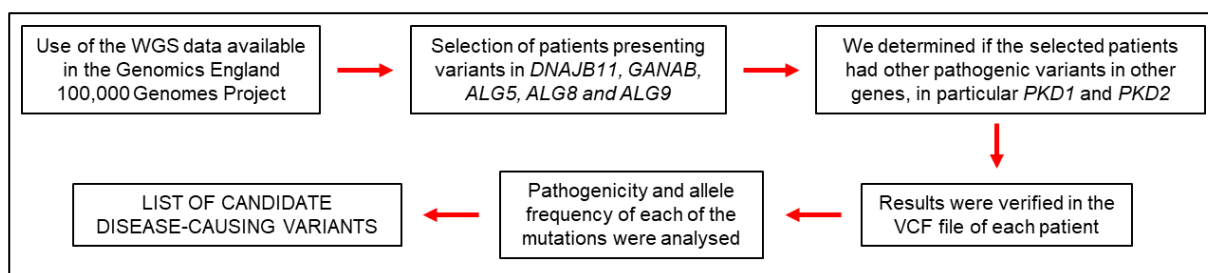 Use of the WGS data available
in the Genomics England
100,000 Genomes Project
Selection of patients presenting
variants in DNAJB11, GANAB,
ALG5, ALG8 and ALG9
We determined if the selected patients
had other pathogenic variants in other
genes, in particular PKD1 and PKD2
Results were verified in the
VCF file of each patient
Pathogenicity and allele
frequency of each of the
mutations were analysed
LIST OF CANDIDATE
DISEASE-CAUSING VARIANTS